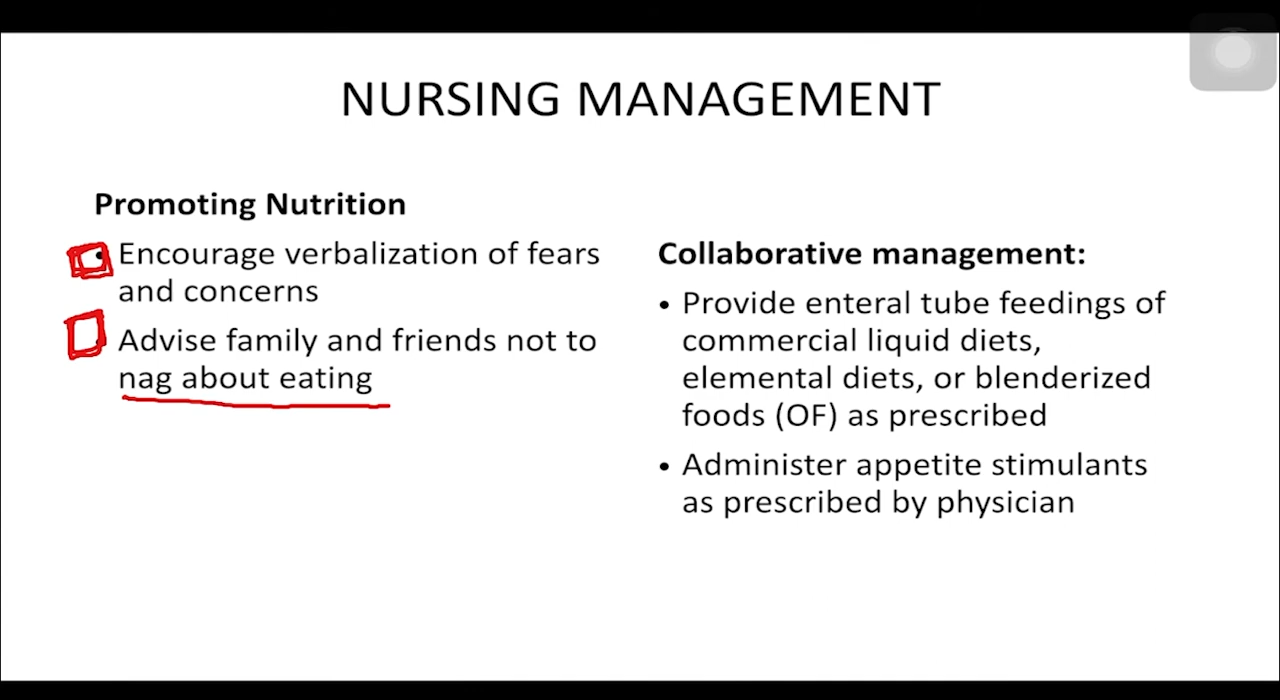 NURSING MANAGEMENT
Promoting Nutrition
• Encourage verbalization of fears
and concerns
Advise family and friends not to
nag about eating
Collaborative management:
• Provide enteral tube feedings of
commercial liquid diets,
elemental diets, or blenderized
foods (OF) as prescribed
• Administer appetite stimulants
as prescribed by physician